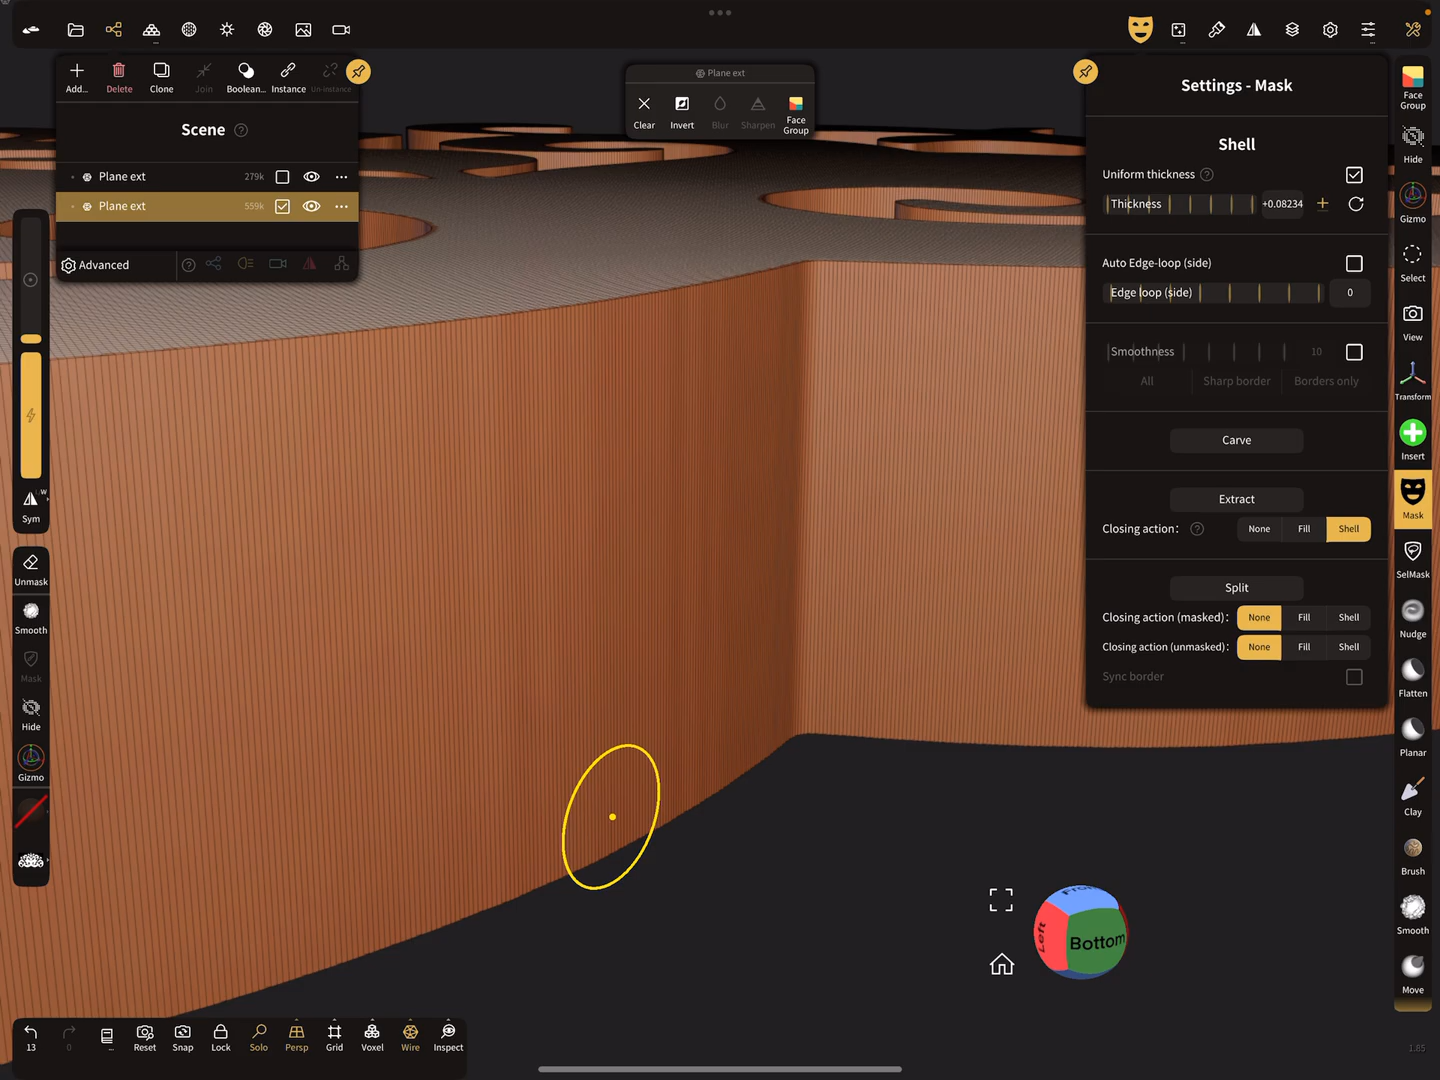 Add...
Delete
Clone
Join
Boolean...
Instance
Un-instance
Scene ?
Plane ext 279k
Plane ext 559k
Advanced
?
Plane ext
Clear
Invert
Blur
Sharpen
Face
Group
Settings - Mask
Shell
Uniform thickness ?
Thickness +0.08234 +
Auto Edge-loop (side)
Edge loop (side) 0
Smoothness 10
All Sharp border Borders only
Carve
Extract
Closing action: ? None Fill Shell
Split
Closing action (masked): None Fill Shell
Closing action (unmasked): None Fill Shell
Sync border
Face
Group
Hide
Gizmo
Select
View
Transform
Insert
Mask
SelMask
Nudge
Flatten
Planar
Clay
Brush
Smooth
Move
Sym
Unmask
Smooth
Mask
Hide
Gizmo
Front
Left
Bottom
13
0
...
Reset
Snap
Lock
Solo
Persp
Grid
Voxel
Wire
Inspect
1.85